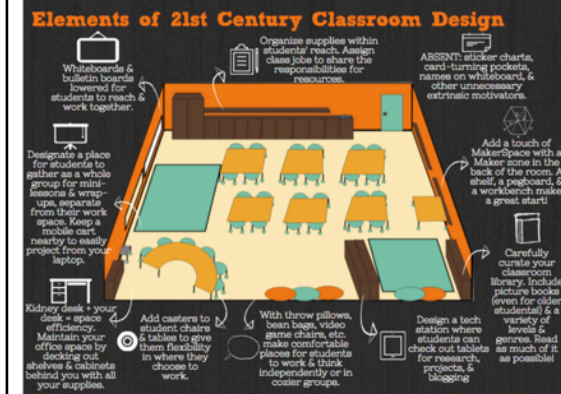 Elements of 21st Century Classroom Design
Whiteboards &
bulletin boards
lowered for
students to reach &
work together.
Organize supplies within
students' reach. Assign
class jobs to share the
responsibilities for
resources.
ABSENT: sticker charts,
card-turning pockets,
names on whiteboard, &
other unnecessary
extrinsic motivators.
Designate a place
for students to
gather as a whole
group for mini-
lessons & wrap-
ups, separate
from their work
space. Keep a
mobile cart
nearby to easily
project from your
laptop.
Add a touch of
MakerSpace with a
Maker zone in the
back of the room. A
shelf, a pegboard, &
a workbench make
a great start!
Kidney desk + your
desk = space
efficiency.
Maintain your
office space by
decking out
shelves & cabinets
behind you with all
your supplies.
Add casters to
student chairs
& tables to give
them flexibility
in where they
choose to
work.
With throw pillows,
bean bags, video
game chairs, etc.
make comfortable
places for students
to work & think
independently or in
cozier groups.
Design a tech
station where
students can
check out tablets
for research,
projects, &
blogging
Carefully
curate your
classroom
library. Include
picture books
(even for older
students!) & a
variety of
levels &
genres. Read
as much of it
as possible!